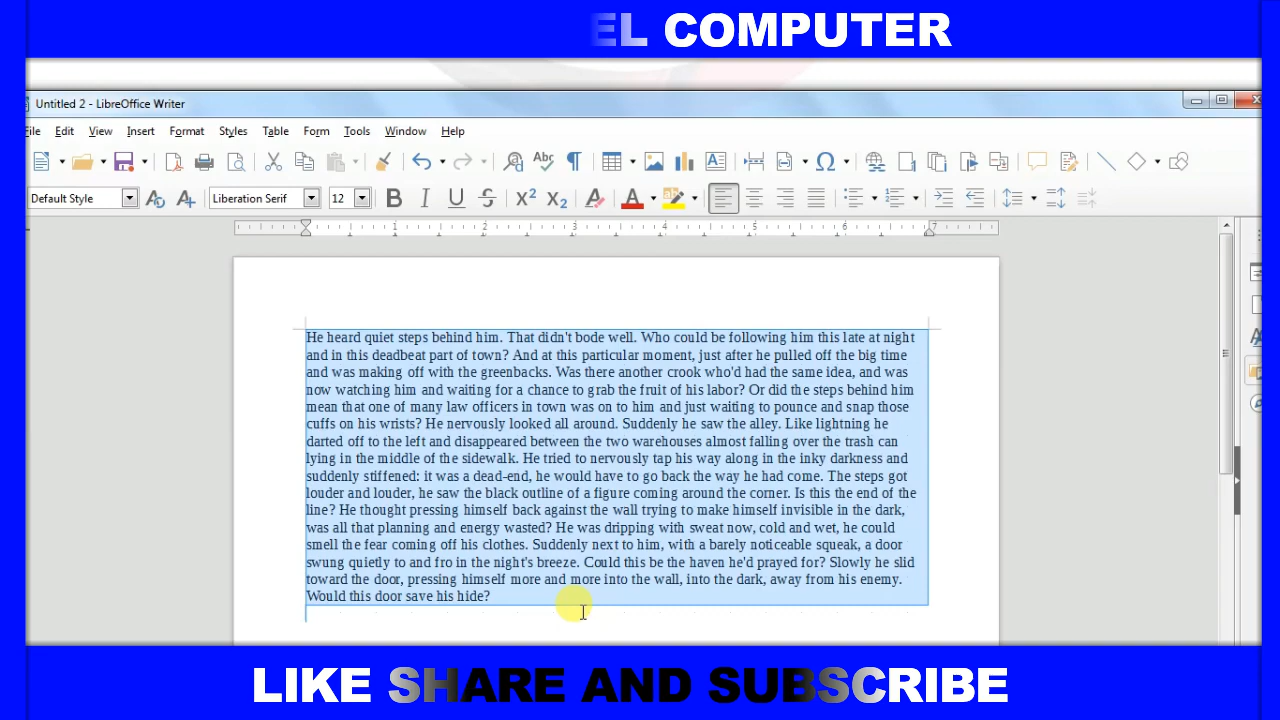 EL COMPUTER
Untitled 2 - LibreOffice Writer
File Edit View Insert Format Styles Table Form Tools Window Help
Default Style Liberation Serif 12
1 2 3 4 5 6 7
He heard quiet steps behind him. That didn't bode well. Who could be following him this late at night
and in this deadbeat part of town? And at this particular moment, just after he pulled off the big time
and was making off with the greenbacks. Was there another crook who'd had the same idea, and was
now watching him and waiting for a chance to grab the fruit of his labor? Or did the steps behind him
mean that one of many law officers in town was on to him and just waiting to pounce and snap those
cuffs on his wrists? He nervously looked all around. Suddenly he saw the alley. Like lightning he
darted off to the left and disappeared between the two warehouses almost falling over the trash can
lying in the middle of the sidewalk. He tried to nervously tap his way along in the inky darkness and
suddenly stiffened: it was a dead-end, he would have to go back the way he had come. The steps got
louder and louder, he saw the black outline of a figure coming around the corner. Is this the end of the
line? He thought pressing himself back against the wall trying to make himself invisible in the dark,
was all that planning and energy wasted? He was dripping with sweat now, cold and wet, he could
smell the fear coming off his clothes. Suddenly next to him, with a barely noticeable squeak, a door
swung quietly to and fro in the night's breeze. Could this be the haven he'd prayed for? Slowly he slid
toward the door, pressing himself more and more into the wall, into the dark, away from his enemy.
Would this door save his hide?
LIKE SHARE AND SUBSCRIBE